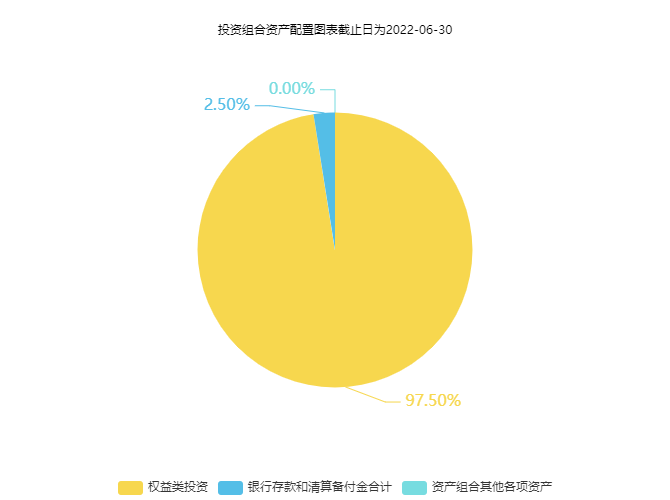 投资组合资产配置图表截止日为2022-06-30
0.00%
2.50%
97.50%
权益类投资 银行存款和清算备付金合计 资产组合其他各项资产